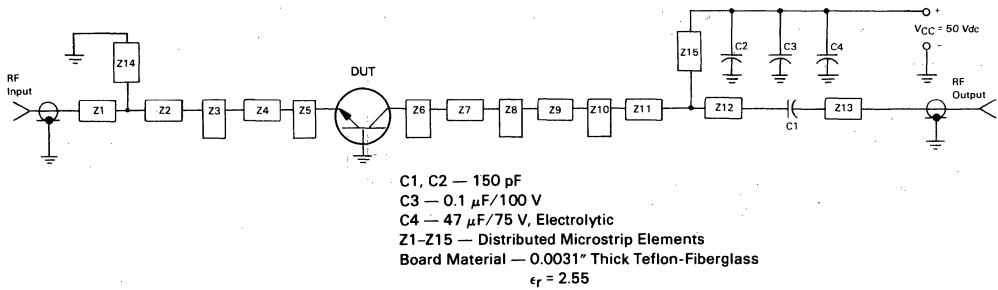 RF
Input
Z1
Z14
Z2
Z3
Z4
Z5
DUT
Z6
Z7
Z8
Z9
Z10
Z11
Z15
C2
C3
C4
+
VCC = 50 Vdc
−
Z12
C1
Z13
RF
Output
C1, C2 — 150 pF
C3 — 0.1 μF/100 V
C4 — 47 μF/75 V, Electrolytic
Z1–Z15 — Distributed Microstrip Elements
Board Material — 0.0031″ Thick Teflon-Fiberglass
εr = 2.55